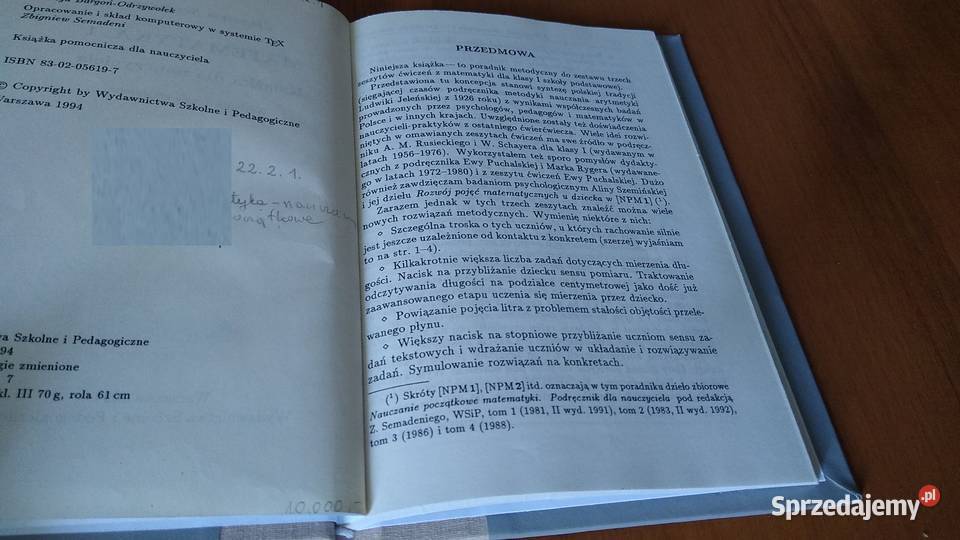 Dargoń-Odrzywołek
Opracowanie i skład komputerowy w systemie TEX
Zbigniew Semadeni
Książka pomocnicza dla nauczyciela
ISBN 83-02-05619-7
© Copyright by Wydawnictwa Szkolne i Pedagogiczne
Warszawa 1994
22.2.1.
Szkolne i Pedagogiczne
94
zmienione
7
kl. III 70 g, rola 61 cm
10.000,-
PRZEDMOWA
Niniejsza książka — to poradnik metodyczny do zestawu trzech
zeszytów ćwiczeń z matematyki dla klasy I szkoły podstawowej.
Przedstawiona tu koncepcja stanowi syntezę polskiej tradycji
(sięgającej czasów podręcznika metodyki nauczania arytmetyki
Ludwiki Jeleńskiej z 1926 roku) z wynikami współczesnych badań
prowadzonych przez psychologów, pedagogów i matematyków w
Polsce i w innych krajach. Uwzględnione zostały też doświadczenia
nauczycieli-praktyków z ostatniego ćwierćwiecza. Wiele idei rozwi-
niętych w omawianych zeszytach ćwiczeń ma swe źródło w podręcz-
niku A. M. Rusieckiego i W. Schayera dla klasy I (wydawanym w
latach 1956–1976). Wykorzystałem też sporo pomysłów dydakty-
cznych z podręcznika Ewy Puchalskiej i Marka Rygera (wydawane-
go w latach 1972–1980) i z zeszytu ćwiczeń Ewy Puchalskiej. Dużo
również zawdzięczam badaniom psychologicznym Aliny Szemińskiej
i jej dziełu Rozwój pojęć matematycznych u dziecka w [NPM 1] (¹).
Zarazem jednak w tych trzech zeszytach znaleźć można wiele
nowych rozwiązań metodycznych. Wymienię niektóre z nich:
⋄ Szczególna troska o tych uczniów, u których rachowanie silnie
jest jeszcze uzależnione od kontaktu z konkretem (szerzej wyjaśniam
to na str. 1–4).
⋄ Kilkakrotnie większa liczba zadań dotyczących mierzenia dłu-
gości. Nacisk na przybliżanie dziecku sensu pomiaru. Traktowanie
odczytywania długości na podziałce centymetrowej jako dość już
zaawansowanego etapu uczenia się mierzenia przez dziecko.
⋄ Powiązanie pojęcia litra z problemem stałości objętości przele-
wanego płynu.
⋄ Większy nacisk na stopniowe przybliżanie uczniom sensu za-
dań tekstowych i wdrażanie uczniów w układanie i rozwiązywanie
zadań. Symulowanie rozwiązań na konkretach.
(¹) Skróty [NPM 1], [NPM 2] itd. oznaczają w tym poradniku dzieło zbiorowe
Nauczanie początkowe matematyki. Podręcznik dla nauczyciela pod redakcją
Z. Semadeniego, WSiP, tom 1 (1981, II wyd. 1991), tom 2 (1983, II wyd. 1992),
tom 3 (1986) i tom 4 (1988).
Sprzedajemy.pl